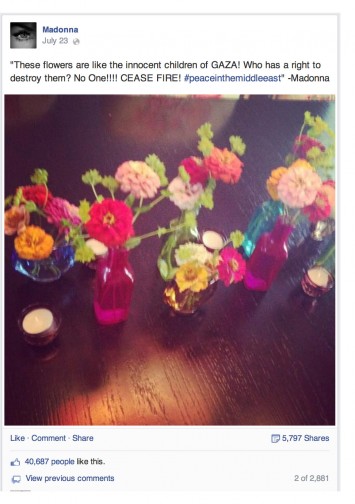 Madonna
July 23
"These flowers are like the innocent children of GAZA! Who has a right to
destroy them? No One!!!! CEASE FIRE! #peaceinthemiddleeast" -Madonna
Like · Comment · Share 5,797 Shares
40,687 people like this.
View previous comments 2 of 2,881